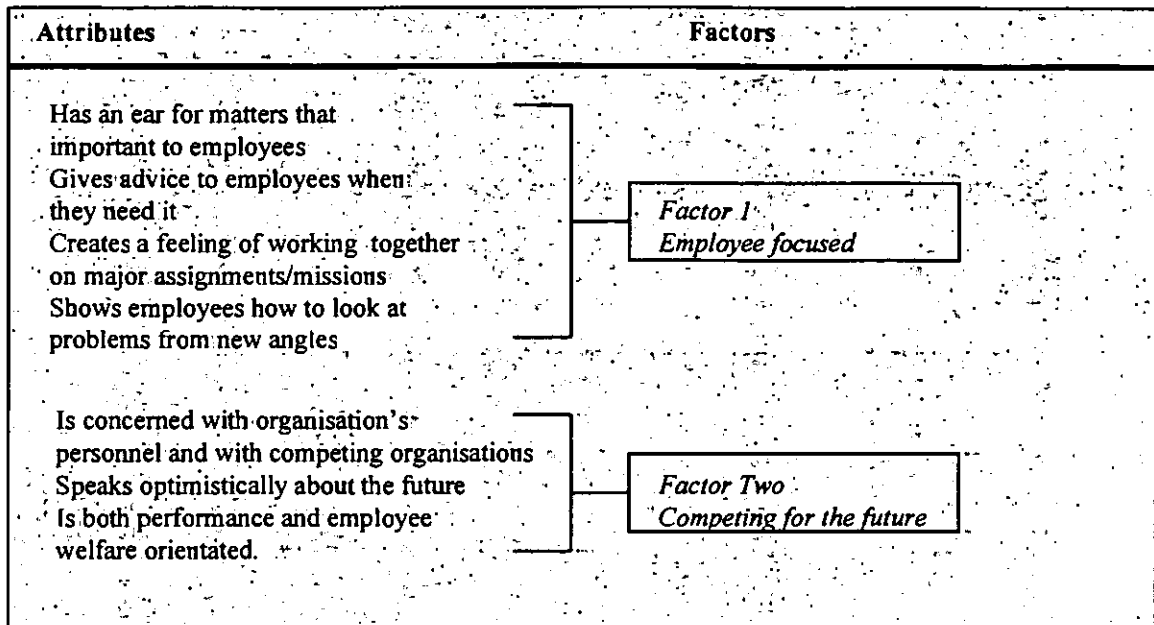 Attributes Factors
Has an ear for matters that
important to employees
Gives advice to employees when
they need it
Creates a feeling of working together
on major assignments/missions
Shows employees how to look at
problems from new angles
Factor 1
Employee focused
Is concerned with organisation's
personnel and with competing organisations
Speaks optimistically about the future
Is both performance and employee
welfare orientated.
Factor Two
Competing for the future